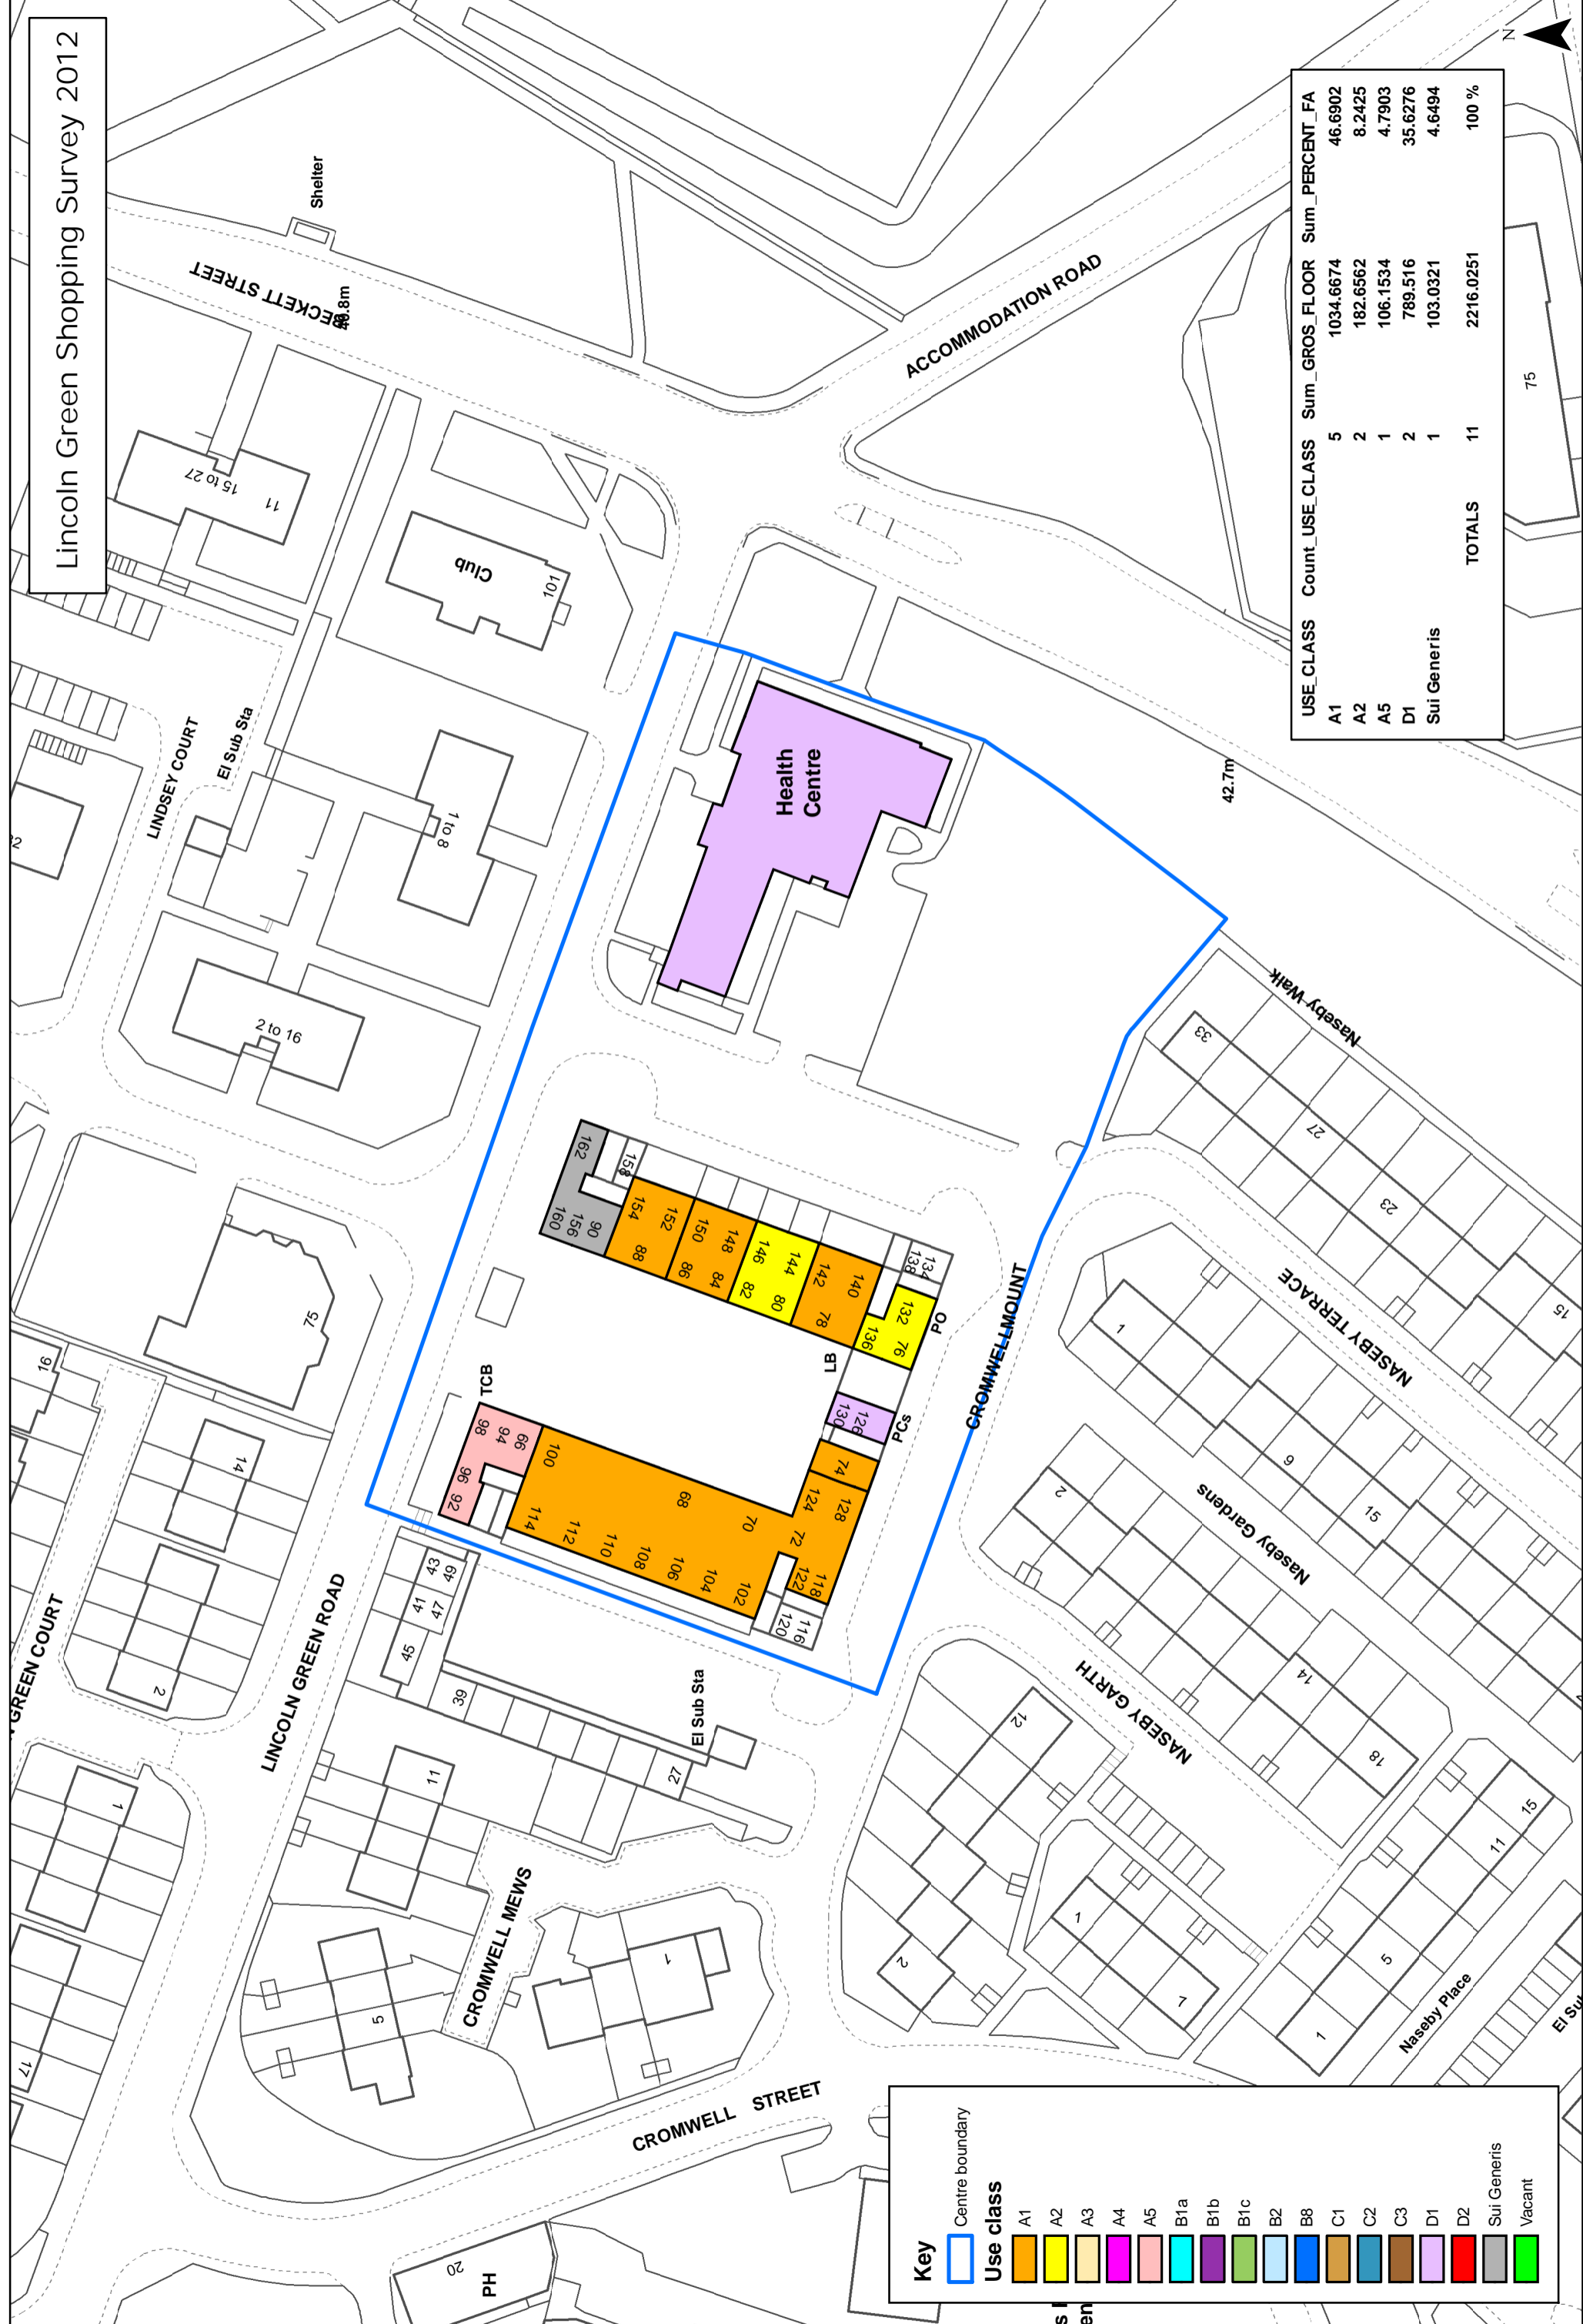 Lincoln Green Shopping Survey 2012
N
USE_CLASS Count_USE_CLASS Sum_GROS_FLOOR Sum_PERCENT_FA
A1 5 1034.6674 46.6902
A2 2 182.6562 8.2425
A5 1 106.1534 4.7903
D1 2 789.516 35.6276
Sui Generis 1 103.0321 4.6494
TOTALS 11 2216.0251 100 %
Key
Centre boundary
Use class
A1
A2
A3
A4
A5
B1a
B1b
B1c
B2
B8
C1
C2
C3
D1
D2
Sui Generis
Vacant
BECKETT STREET
Shelter
ACCOMMODATION ROAD
42.7m
15 to 27
11
Club
101
LINDSEY COURT
El Sub Sta
1 to 8
2 to 16
Health
Centre
75
75
16
14
2
GREEN COURT
LINCOLN GREEN ROAD
TCB
98
94
66
96
92
100
114
112
110
108
106
104
102
68
70
72
124
128
74
122
118
120
116
130
126
PCs
LB
PO
162
160
156
90
158
154
152
88
150
148
86
84
146
144
82
80
142
140
78
136
132
76
138
134
CROMWELLMOUNT
43
49
41
47
45
39
27
El Sub Sta
11
CROMWELL MEWS
5
1
1
17
CROMWELL STREET
20
PH
Naseby Walk
33
27
23
15
NASEBY TERRACE
1
9
15
2
Naseby Gardens
14
18
NASEBY GARTH
12
2
1
7
15
11
5
1
Naseby Place
El Su